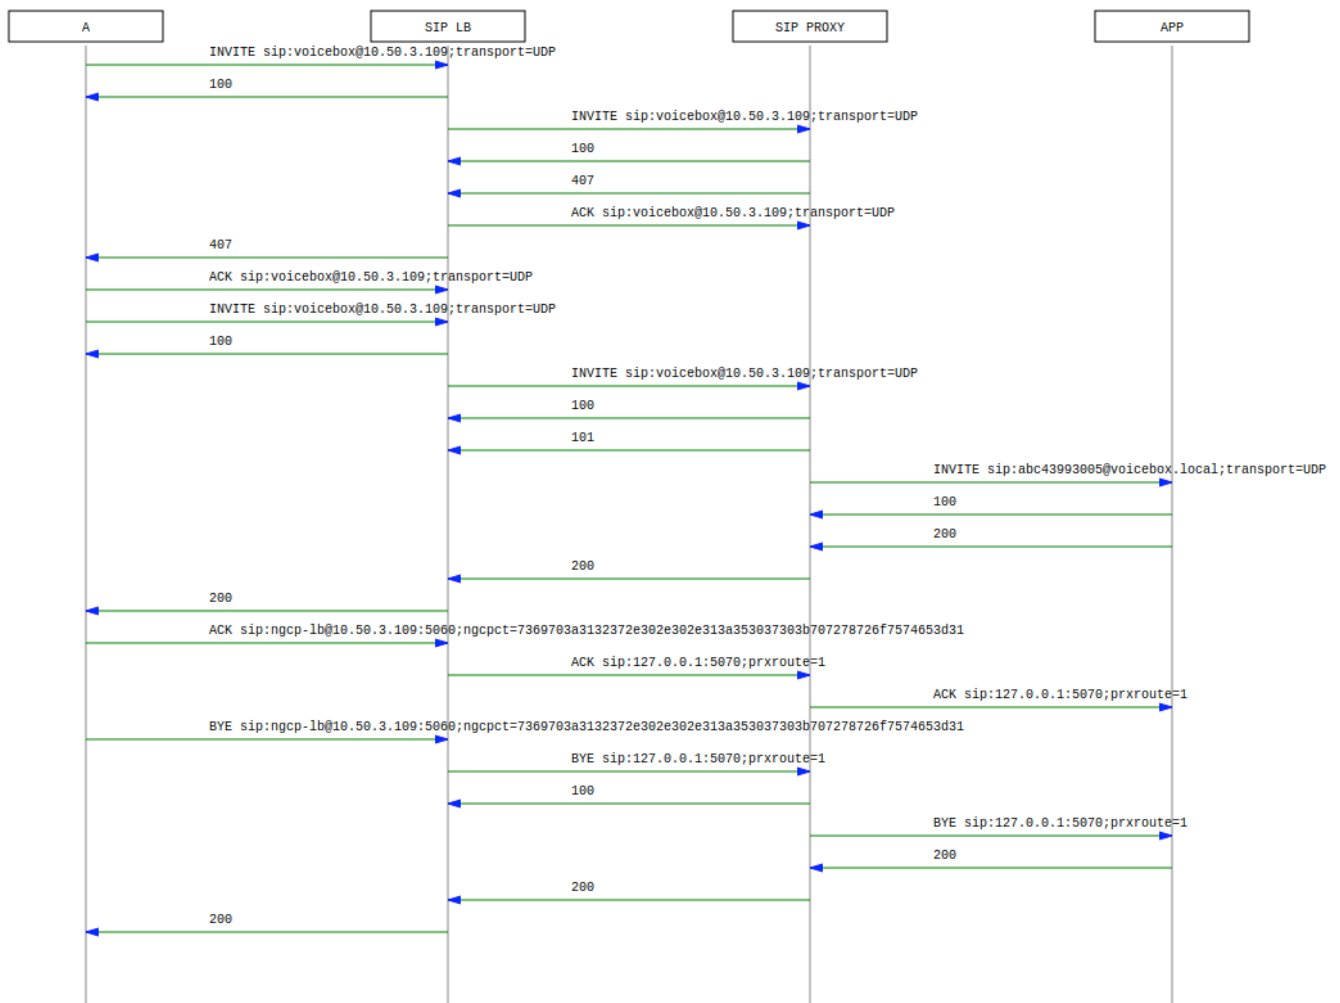 A
SIP LB
SIP PROXY
APP
INVITE sip:voicebox@10.50.3.109;transport=UDP
100
INVITE sip:voicebox@10.50.3.109;transport=UDP
100
407
ACK sip:voicebox@10.50.3.109;transport=UDP
407
ACK sip:voicebox@10.50.3.109;transport=UDP
INVITE sip:voicebox@10.50.3.109;transport=UDP
100
INVITE sip:voicebox@10.50.3.109;transport=UDP
100
101
INVITE sip:abc43993005@voicebox.local;transport=UDP
100
200
200
200
ACK sip:ngcp-lb@10.50.3.109:5060;ngcpct=7369703a3132372e302e302e313a353037303b707278726f7574653d31
ACK sip:127.0.0.1:5070;prxroute=1
ACK sip:127.0.0.1:5070;prxroute=1
BYE sip:ngcp-lb@10.50.3.109:5060;ngcpct=7369703a3132372e302e302e313a353037303b707278726f7574653d31
BYE sip:127.0.0.1:5070;prxroute=1
100
BYE sip:127.0.0.1:5070;prxroute=1
200
200
200